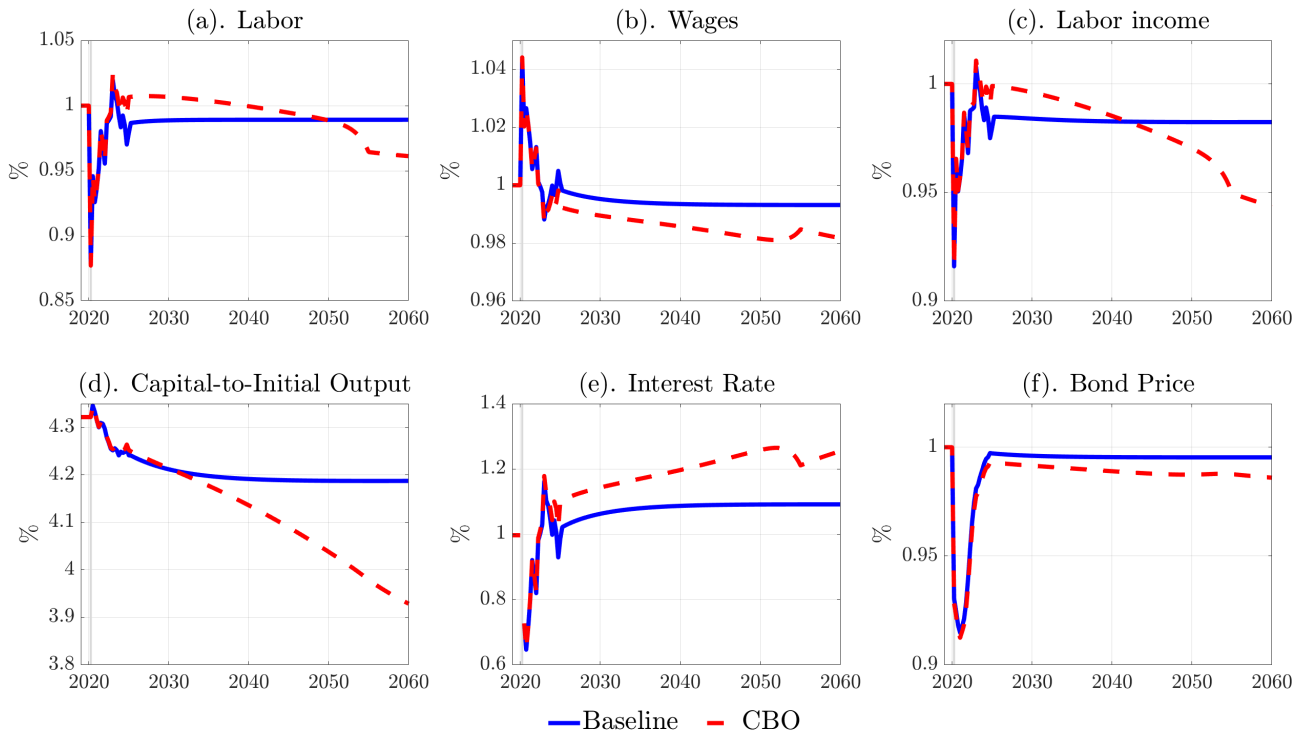 (a). Labor
1.05
1
0.95
0.9
0.85
%
2020 2030 2040 2050 2060
(b). Wages
1.04
1.02
1
0.98
0.96
%
2020 2030 2040 2050 2060
(c). Labor income
1
0.95
0.9
%
2020 2030 2040 2050 2060
(d). Capital-to-Initial Output
4.3
4.2
4.1
4
3.9
3.8
%
2020 2030 2040 2050 2060
(e). Interest Rate
1.4
1.2
1
0.8
0.6
%
2020 2030 2040 2050 2060
(f). Bond Price
1
0.95
0.9
%
2020 2030 2040 2050 2060
Baseline CBO